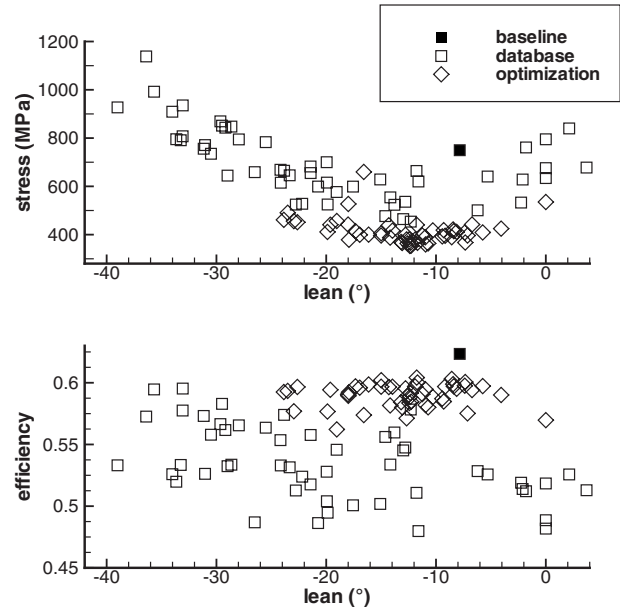 baseline
database
optimization
stress (MPa)
1200
1000
800
600
400
-40
-30
-20
-10
0
lean (°)
efficiency
0.6
0.55
0.5
0.45
-40
-30
-20
-10
0
lean (°)